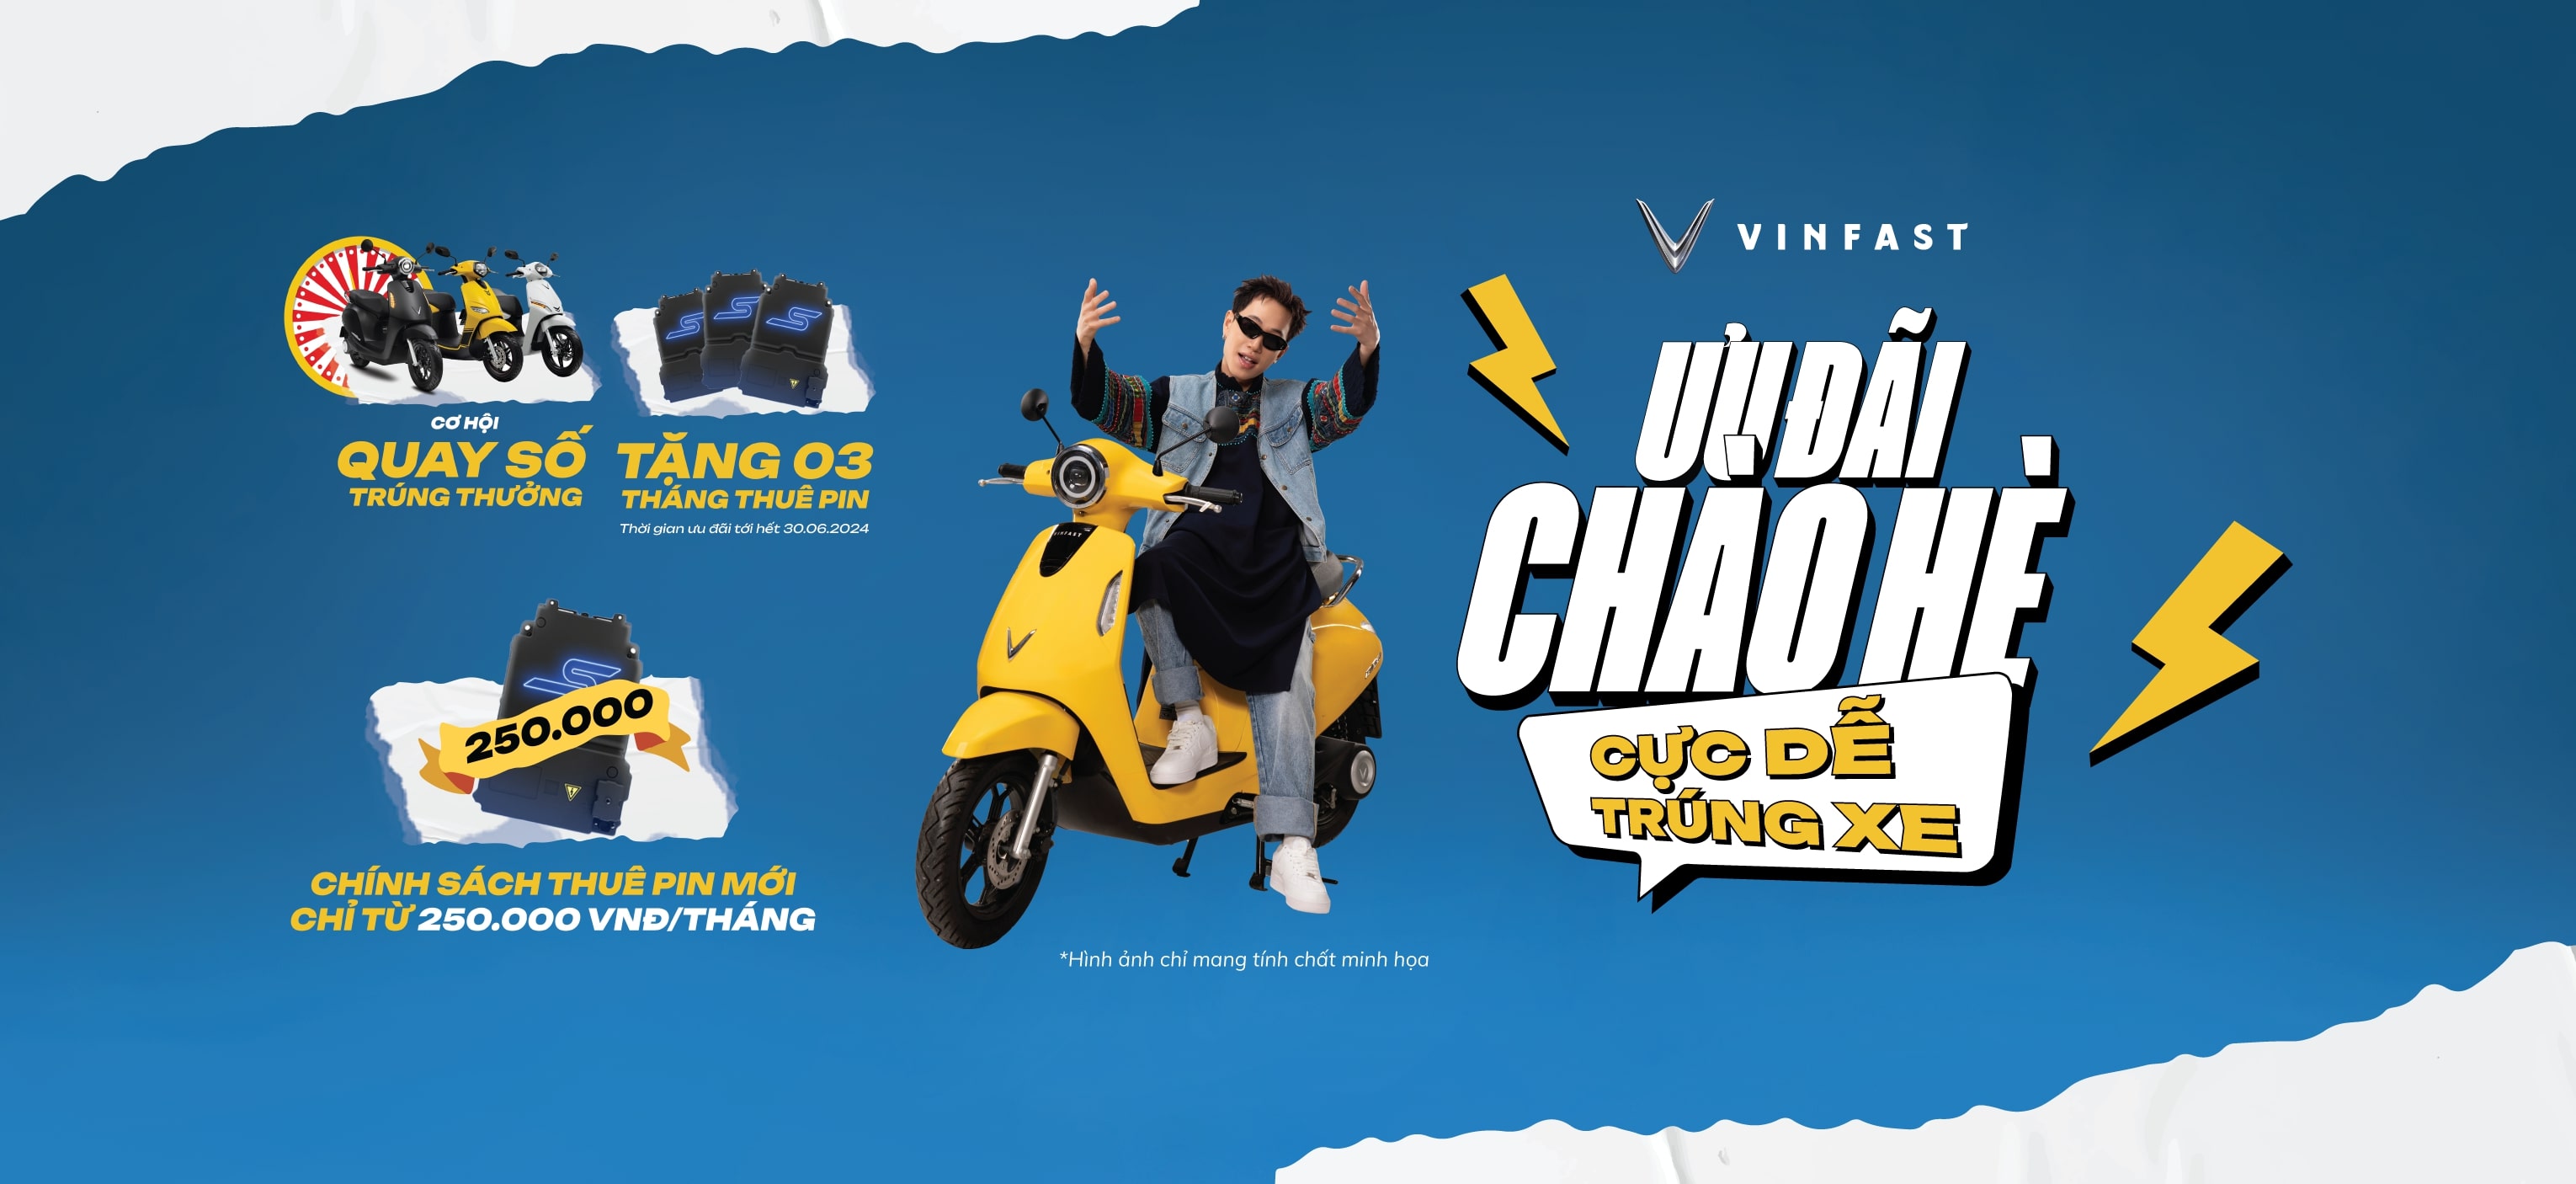 VINFAST
ƯU ĐÃI
CHÀO HÈ
CỰC DỄ
TRÚNG XE
CƠ HỘI
QUAY SỐ
TRÚNG THƯỞNG
TẶNG 03
THÁNG THUÊ PIN
Thời gian ưu đãi tới hết 30.06.2024
250.000
CHÍNH SÁCH THUÊ PIN MỚI
CHỈ TỪ 250.000 VNĐ/THÁNG
VINFAST
*Hình ảnh chỉ mang tính chất minh họa